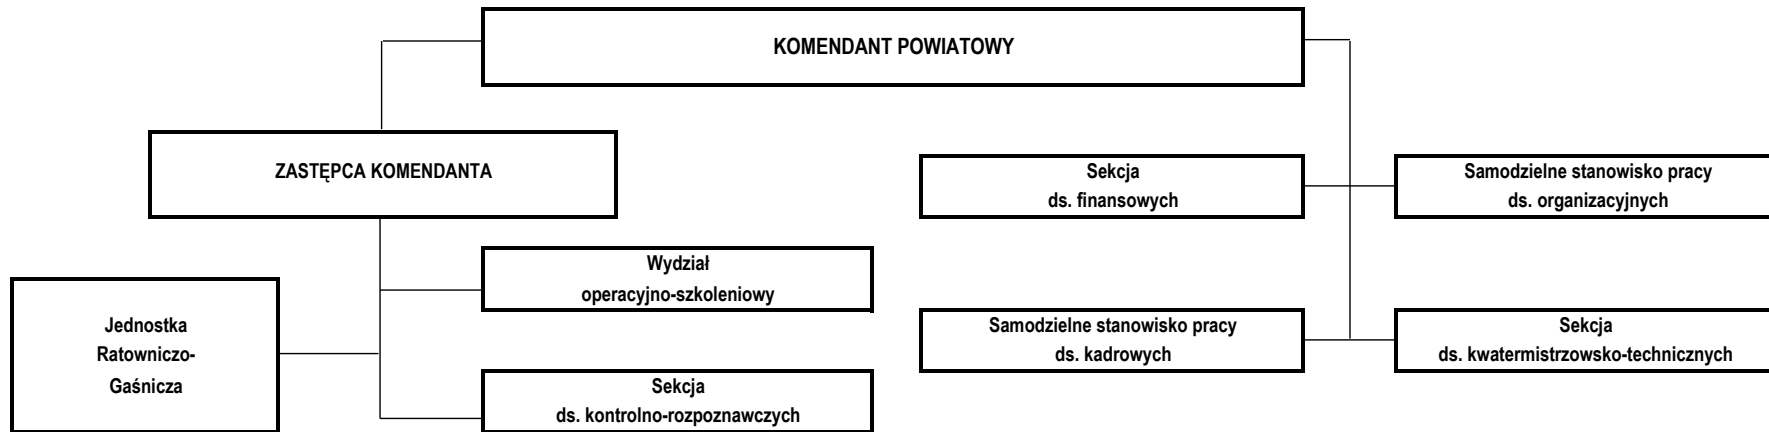 KOMENDANT POWIATOWY
ZASTĘPCA KOMENDANTA
Sekcja
ds. finansowych
Samodzielne stanowisko pracy
ds. organizacyjnych
Wydział
operacyjno-szkoleniowy
Jednostka
Ratowniczo-
Gaśnicza
Samodzielne stanowisko pracy
ds. kadrowych
Sekcja
ds. kwatermistrzowsko-technicznych
Sekcja
ds. kontrolno-rozpoznawczych